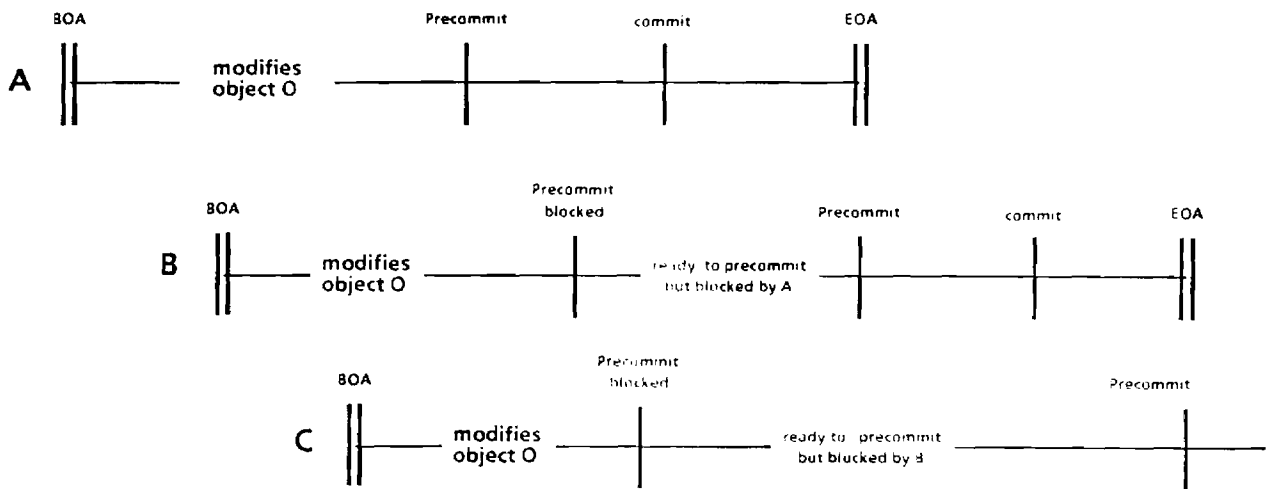 BOA
Precommit
commit
EOA
A
modifies
object O
BOA
Precommit
blocked
Precommit
commit
EOA
B
modifies
object O
ready to precommit
but blocked by A
BOA
Precommit
blocked
Precommit
C
modifies
object O
ready to precommit
but blocked by B